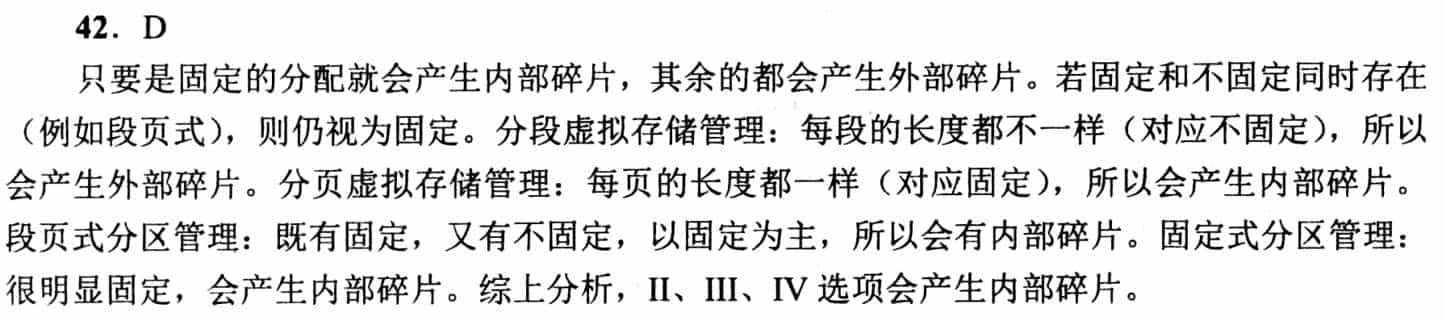 42. D
只要是固定的分配就会产生内部碎片，其余的都会产生外部碎片。若固定和不固定同时存在
（例如段页式），则仍视为固定。分段虚拟存储管理：每段的长度都不一样（对应不固定），所以
会产生外部碎片。分页虚拟存储管理：每页的长度都一样（对应固定），所以会产生内部碎片。
段页式分区管理：既有固定，又有不固定，以固定为主，所以会有内部碎片。固定式分区管理：
很明显固定，会产生内部碎片。综上分析，II、III、IV 选项会产生内部碎片。